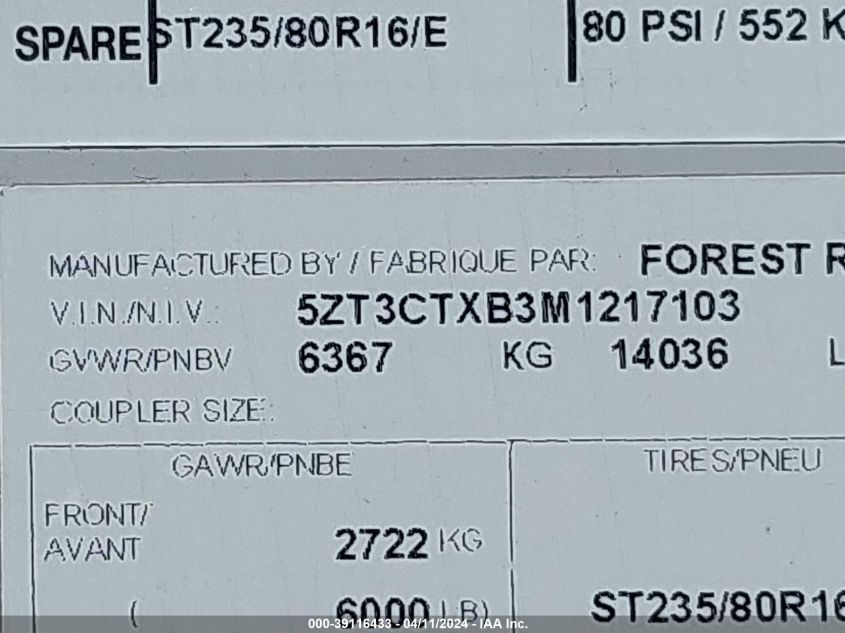 SPARE ST235/80R16/E 80 PSI / 552 K
MANUFACTURED BY / FABRIQUE PAR: FOREST R
V.I.N./N.I.V.: 5ZT3CTXB3M1217103
GVWR/PNBV 6367 KG 14036 L
COUPLER SIZE:
GAWR/PNBE TIRES/PNEU
FRONT/
AVANT 2722 KG
( 6000 LB) ST235/80R16
000-39116433 - 04/11/2024 - IAA Inc.